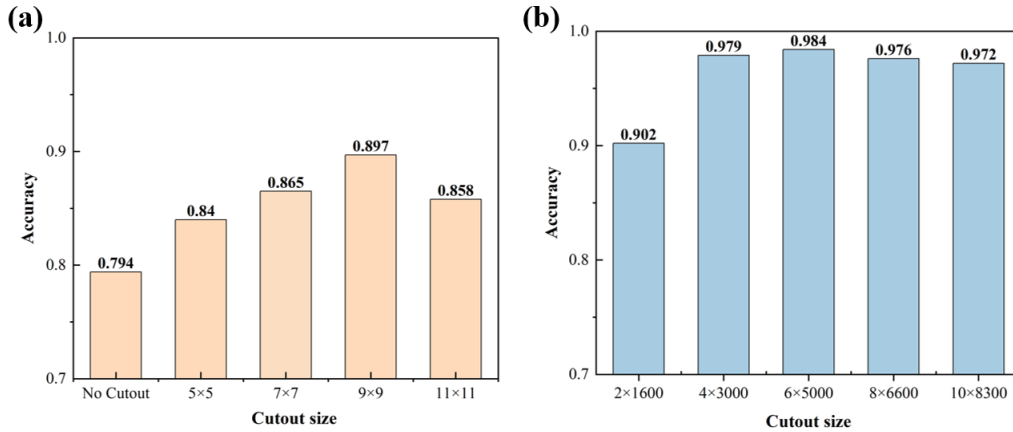 (a)
1.0
0.9
0.8
0.7
Accuracy
0.794
0.84
0.865
0.897
0.858
No Cutout 5×5 7×7 9×9 11×11
Cutout size
(b)
1.0
0.9
0.8
0.7
Accuracy
0.902
0.979
0.984
0.976
0.972
2×1600 4×3000 6×5000 8×6600 10×8300
Cutout size